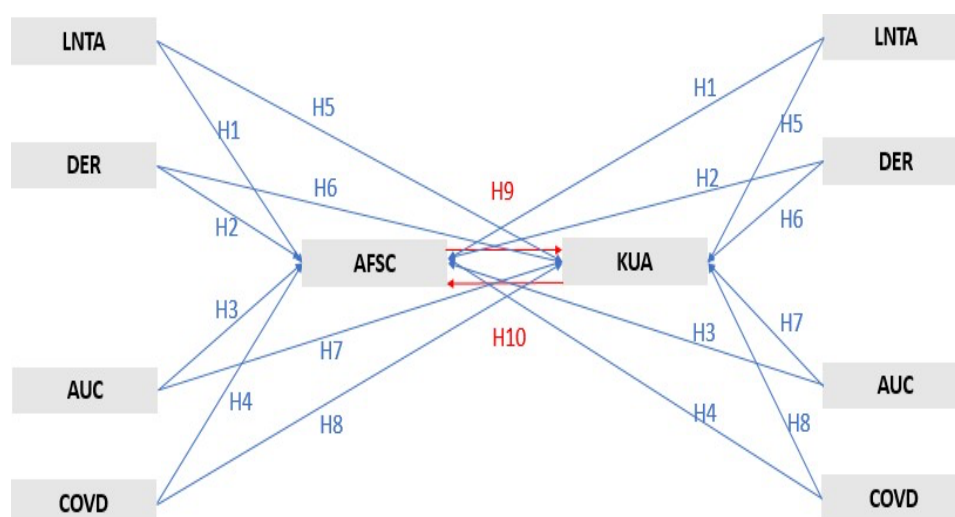 LNTA
LNTA
H1
H5
H5
H1
DER
DER
H6
H9
H2
H2
H6
AFSC
KUA
H3
H7
H10
H3
H7
AUC
AUC
H4
H8
H4
H8
COVD
COVD